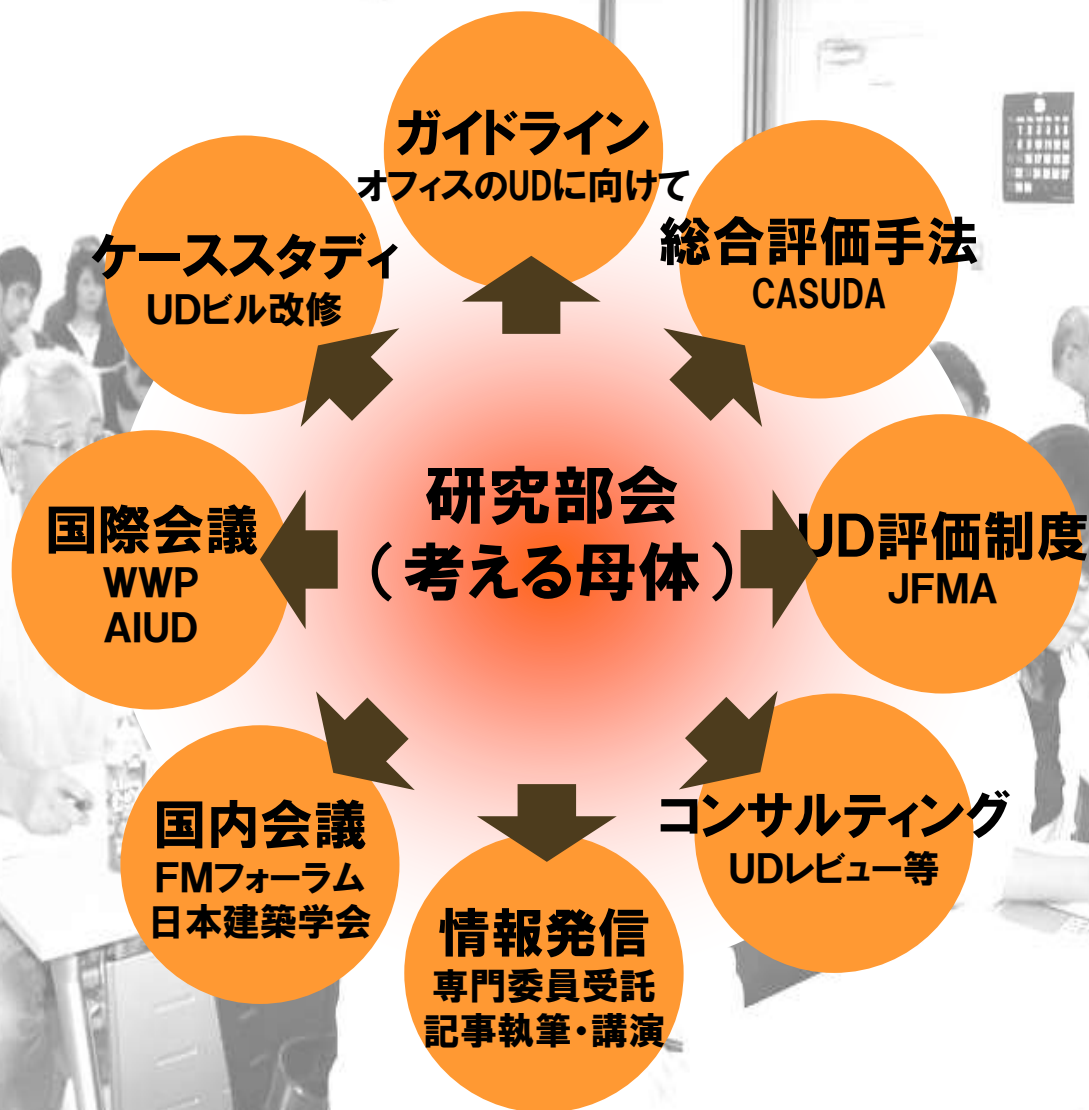 ガイドライン
オフィスのUDに向けて
総合評価手法
CASUDA
ケーススタディ
UDビル改修
研究部会
（考える母体）
国際会議
WWP
AIUD
UD評価制度
JFMA
コンサルティング
UDレビュー等
国内会議
FMフォーラム
日本建築学会
情報発信
専門委員受託
記事執筆・講演